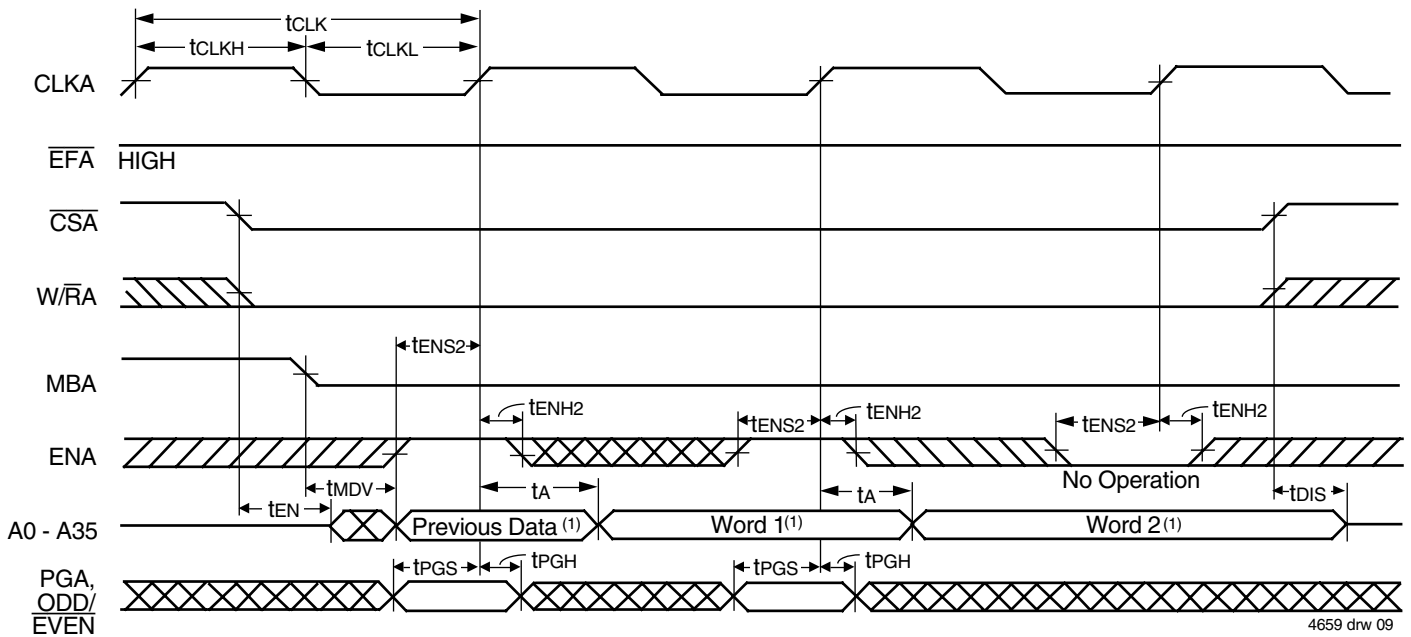 tCLK
tCLKH
tCLKL
CLKA
EFA HIGH
CSA
W/RA
tENS2
MBA
tENH2
tENS2
tENH2
tENS2
tENH2
ENA
No Operation
tMDV
tA
tA
tDIS
tEN
A0 - A35
Previous Data (1)
Word 1(1)
Word 2(1)
tPGS
tPGH
tPGS
tPGH
PGA,
ODD/
EVEN
4659 drw 09